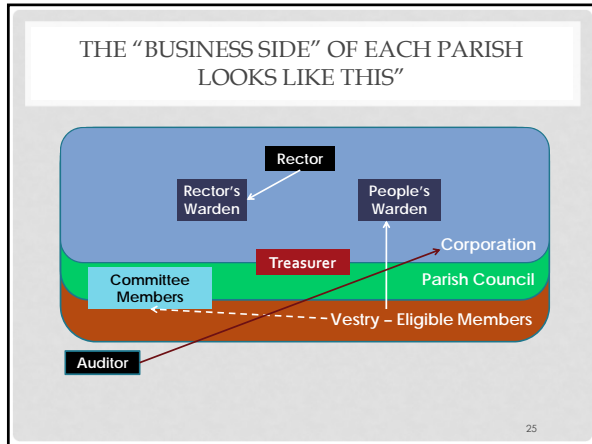 THE “BUSINESS SIDE” OF EACH PARISH
LOOKS LIKE THIS”
Rector
Rector's
Warden
People's
Warden
Corporation
Treasurer
Parish Council
Committee
Members
Vestry – Eligible Members
Auditor
25